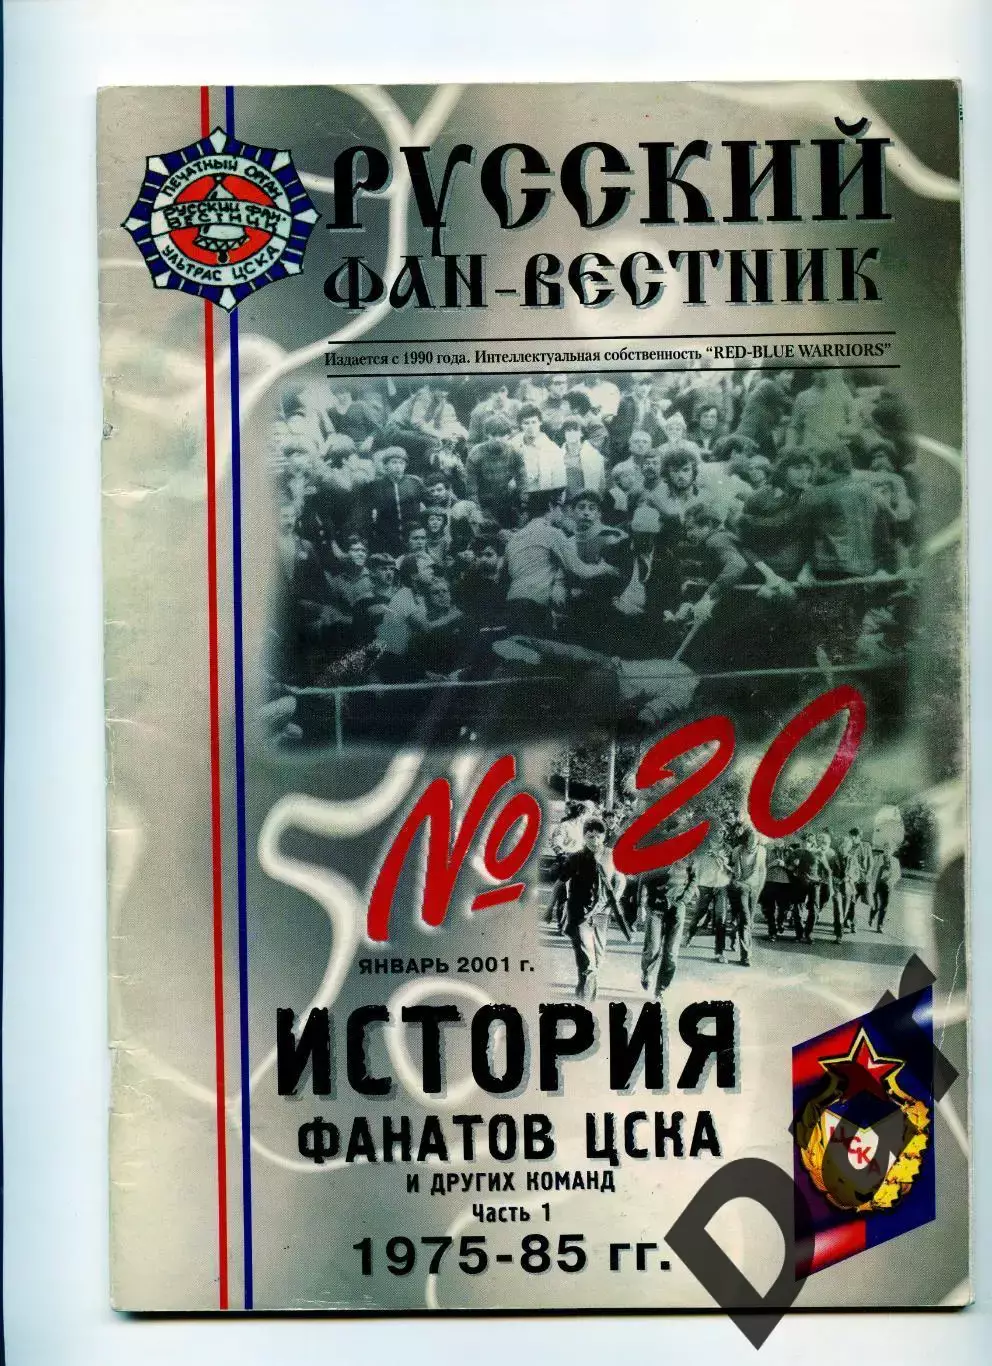 ПЕЧАТНЫЙ ОРГАН
РУССКИЙ ФАН-
ВЕСТНИК
УЛЬТРАС ЦСКА
РУССКИЙ
ФАН-ВЕСТНИК
Издается с 1990 года. Интеллектуальная собственность "RED-BLUE WARRIORS"
№ 20
ЯНВАРЬ 2001 г.
ИСТОРИЯ
ФАНАТОВ ЦСКА
И ДРУГИХ КОМАНД
Часть 1
1975-85 гг.
ЦСКА